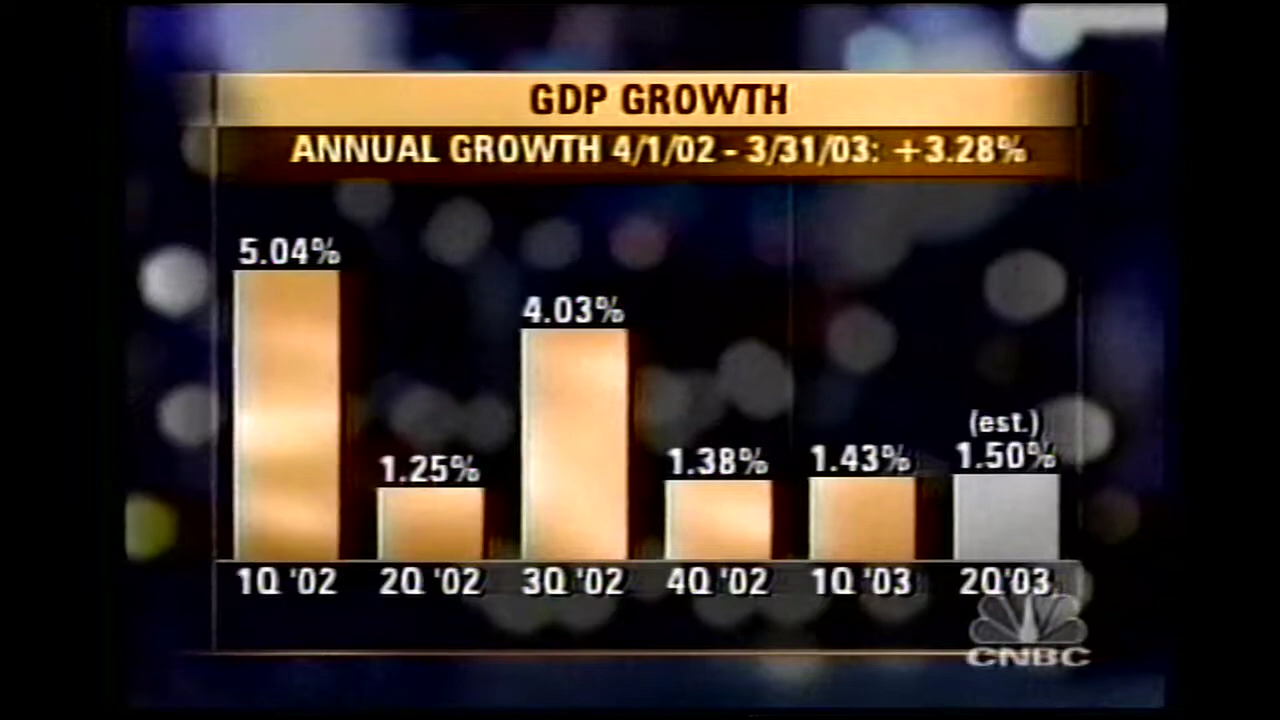 GDP GROWTH
ANNUAL GROWTH 4/1/02 - 3/31/03: +3.28%
5.04%
1.25%
4.03%
1.38%
1.43%
(est.)
1.50%
1Q '02
2Q '02
3Q '02
4Q '02
1Q '03
2Q'03
CNBC